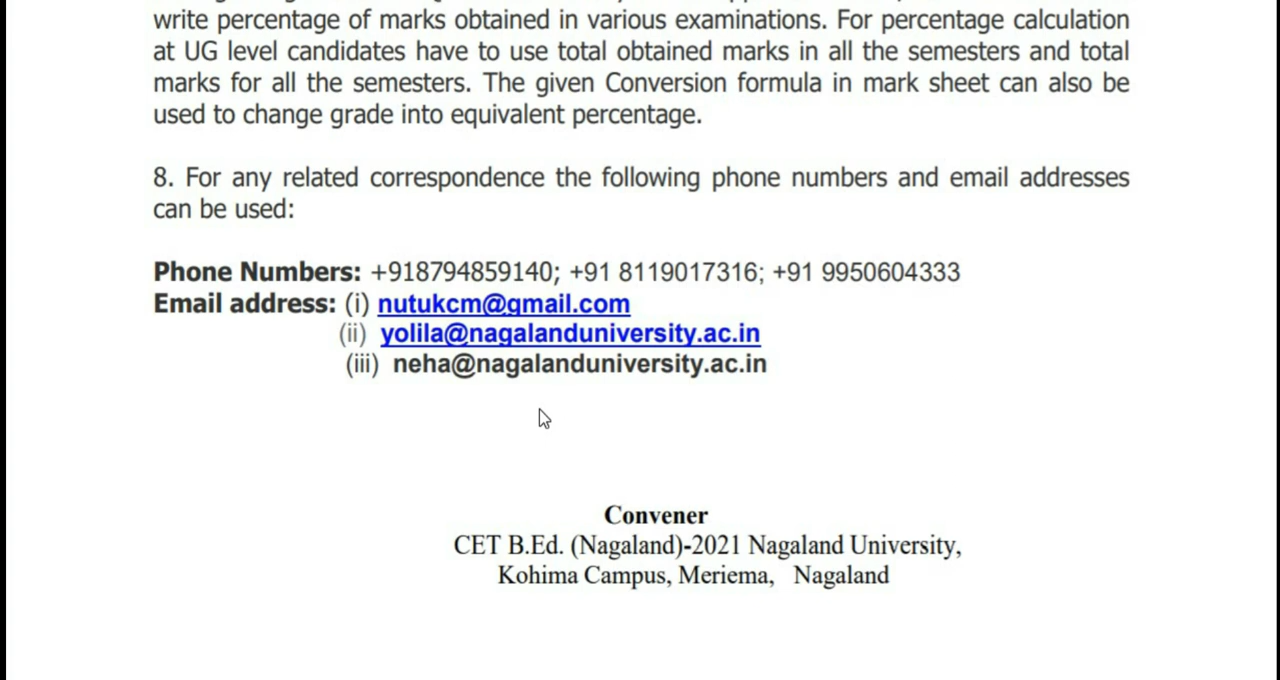 write percentage of marks obtained in various examinations. For percentage calculation
at UG level candidates have to use total obtained marks in all the semesters and total
marks for all the semesters. The given Conversion formula in mark sheet can also be
used to change grade into equivalent percentage.
8. For any related correspondence the following phone numbers and email addresses
can be used:
Phone Numbers: +918794859140; +91 8119017316; +91 9950604333
Email address: (i) nutukcm@gmail.com
(ii) yolila@nagalanduniversity.ac.in
(iii) neha@nagalanduniversity.ac.in
Convener
CET B.Ed. (Nagaland)-2021 Nagaland University,
Kohima Campus, Meriema, Nagaland